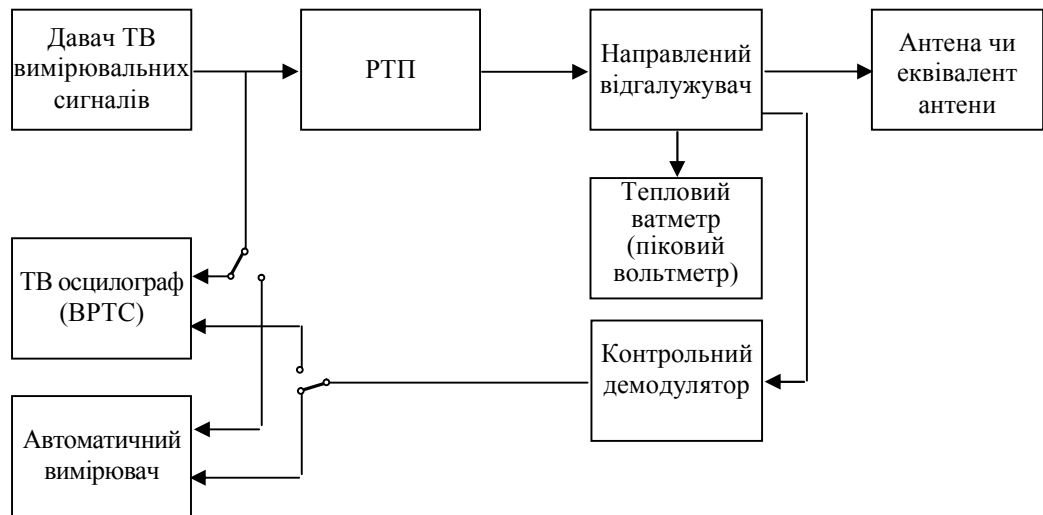 Давач ТВ
вимірювальних
сигналів
РТП
Направлений
відгалужувач
Антена чи
еквівалент
антени
Тепловий
ватметр
(піковий
вольтметр)
ТВ осцилограф
(ВРТС)
Контрольний
демодулятор
Автоматичний
вимірювач